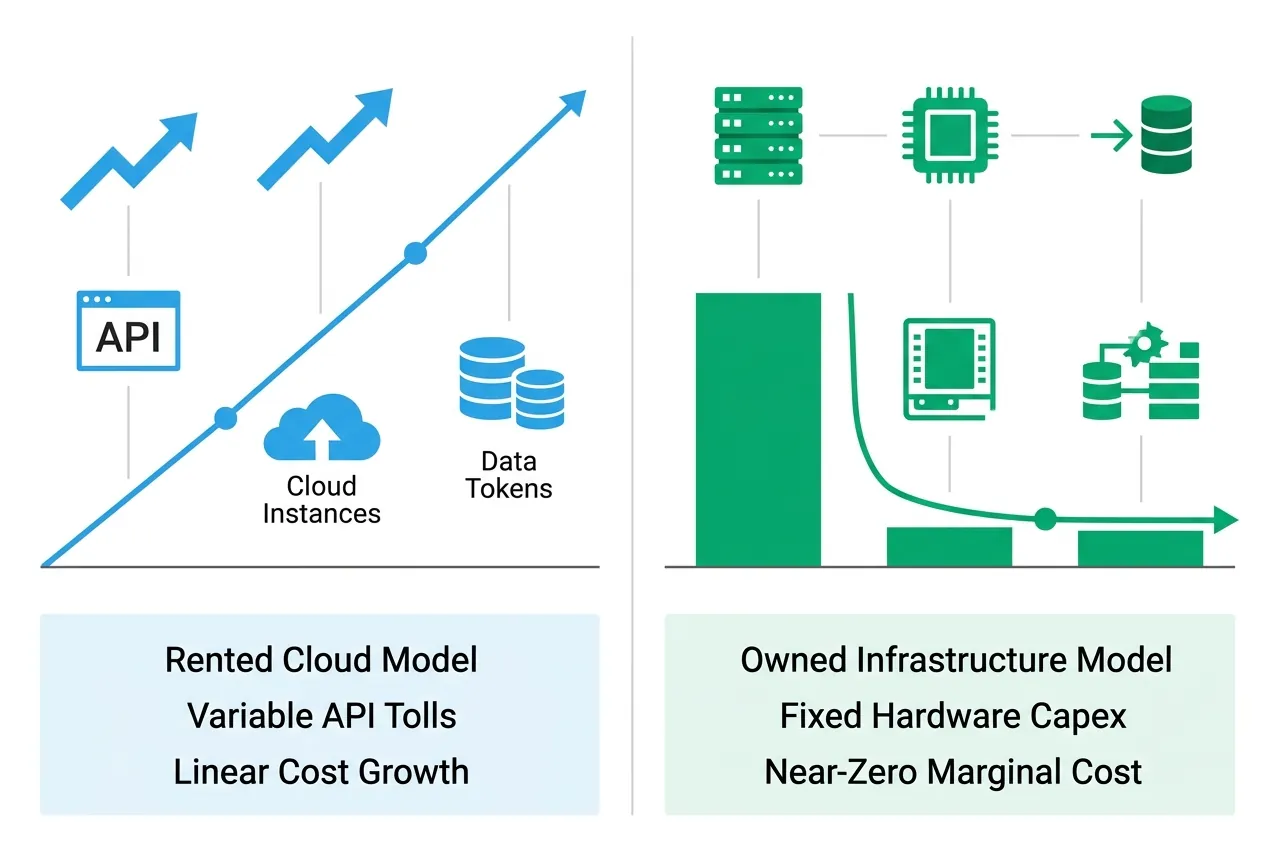 API
Cloud
Instances
Data
Tokens
Rented Cloud Model
Variable API Tolls
Linear Cost Growth
Owned Infrastructure Model
Fixed Hardware Capex
Near-Zero Marginal Cost